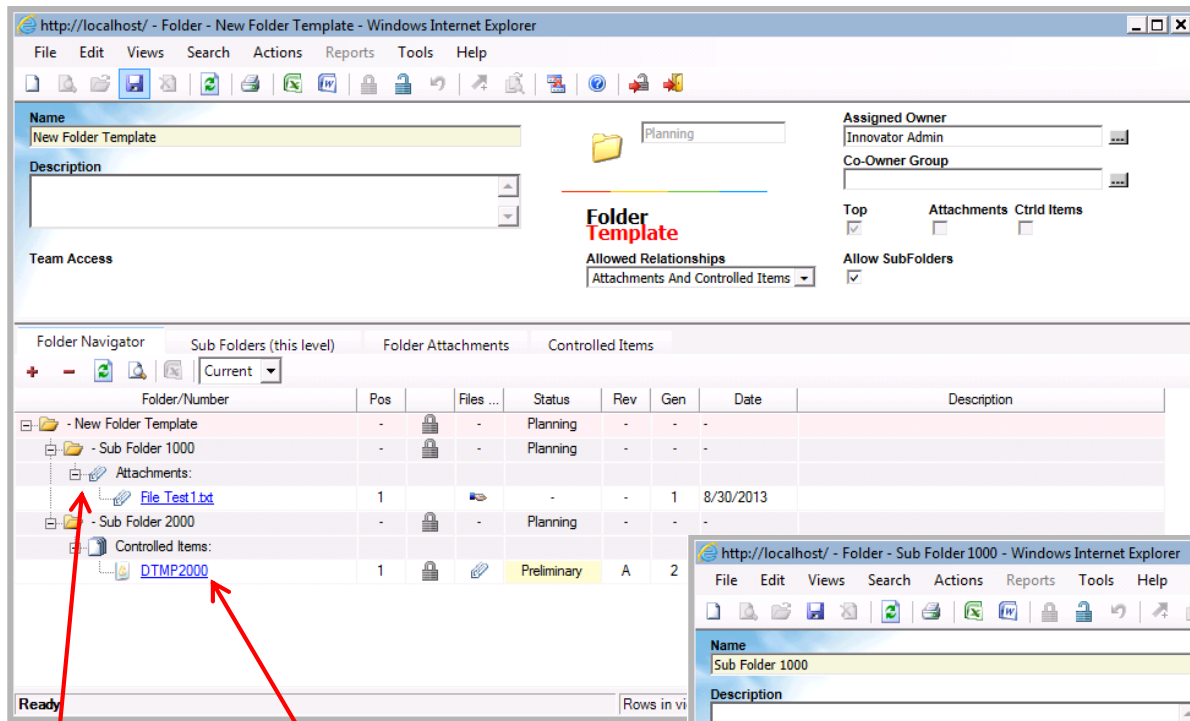 http://localhost/ - Folder - New Folder Template - Windows Internet Explorer
File Edit Views Search Actions Reports Tools Help
Name
New Folder Template
Description
Team Access
Planning
Folder
Template
Allowed Relationships
Attachments And Controlled Items
Assigned Owner
Innovator Admin
...
Co-Owner Group
...
Top Attachments Ctrld Items
Allow SubFolders
Folder Navigator Sub Folders (this level) Folder Attachments Controlled Items
Current
Folder/Number Pos Files ... Status Rev Gen Date Description
- New Folder Template - - Planning - - -
- Sub Folder 1000 - - Planning - - -
Attachments:
File Test1.txt 1 - - 1 8/30/2013
- Sub Folder 2000 - - Planning - - -
Controlled Items:
DTMP2000 1 Preliminary A 2
Ready
Rows in vi
http://localhost/ - Folder - Sub Folder 1000 - Windows Internet Explorer
File Edit Views Search Actions Reports Tools Help
Name
Sub Folder 1000
Description